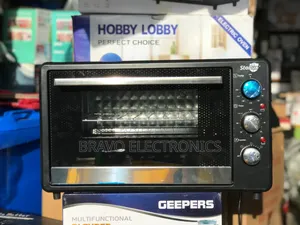 HOBBY LOBBY
PERFECT CHOICE
ELECTRIC OVEN
BRAVO ELECTRONICS
GEEPERS
MULTIFUNCTIONAL